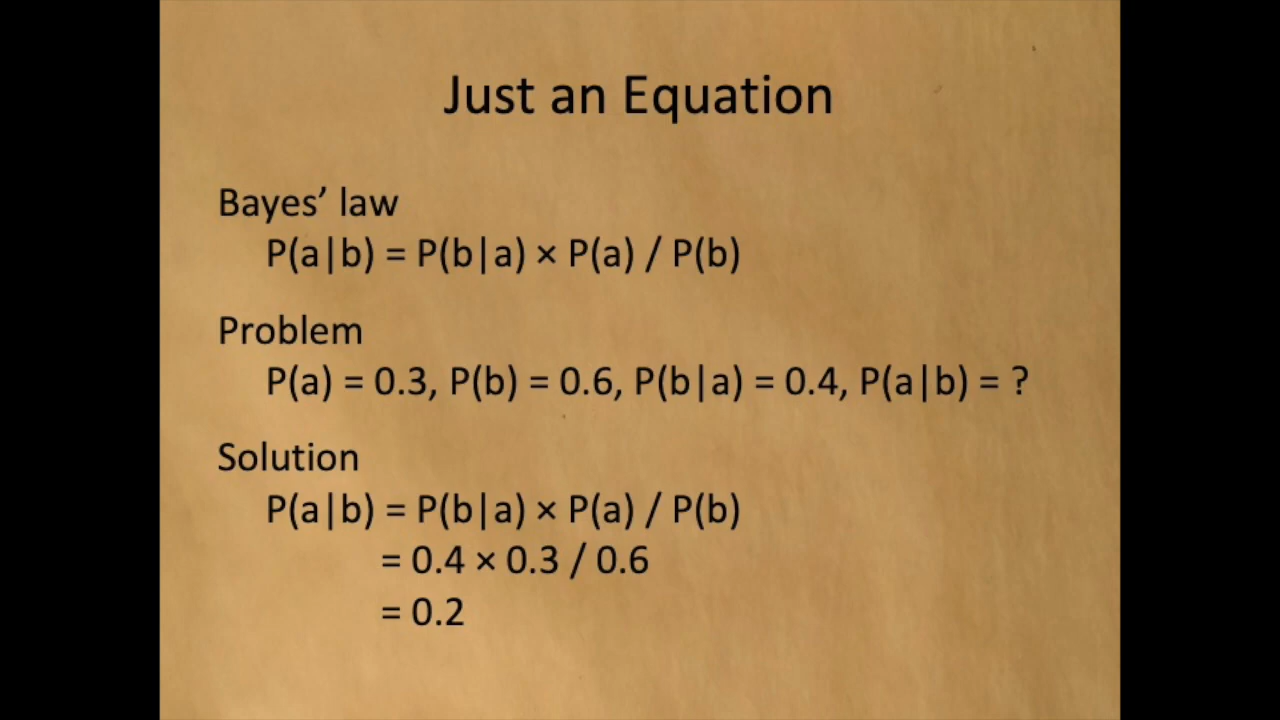 Just an Equation
Bayes’ law
P(a|b) = P(b|a) × P(a) / P(b)
Problem
P(a) = 0.3, P(b) = 0.6, P(b|a) = 0.4, P(a|b) = ?
Solution
P(a|b) = P(b|a) × P(a) / P(b)
= 0.4 × 0.3 / 0.6
= 0.2